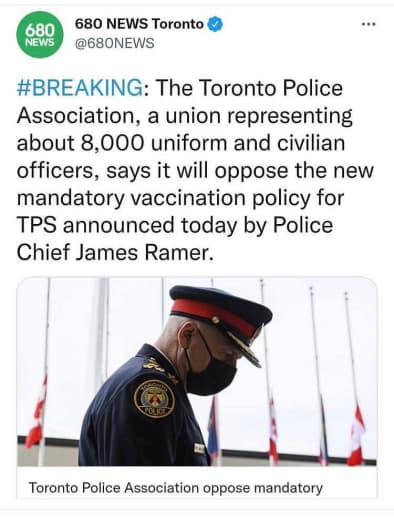 680
NEWS
680 NEWS Toronto
@680NEWS
#BREAKING: The Toronto Police
Association, a union representing
about 8,000 uniform and civilian
officers, says it will oppose the new
mandatory vaccination policy for
TPS announced today by Police
Chief James Ramer.
TORONTO
POLICE
Toronto Police Association oppose mandatory